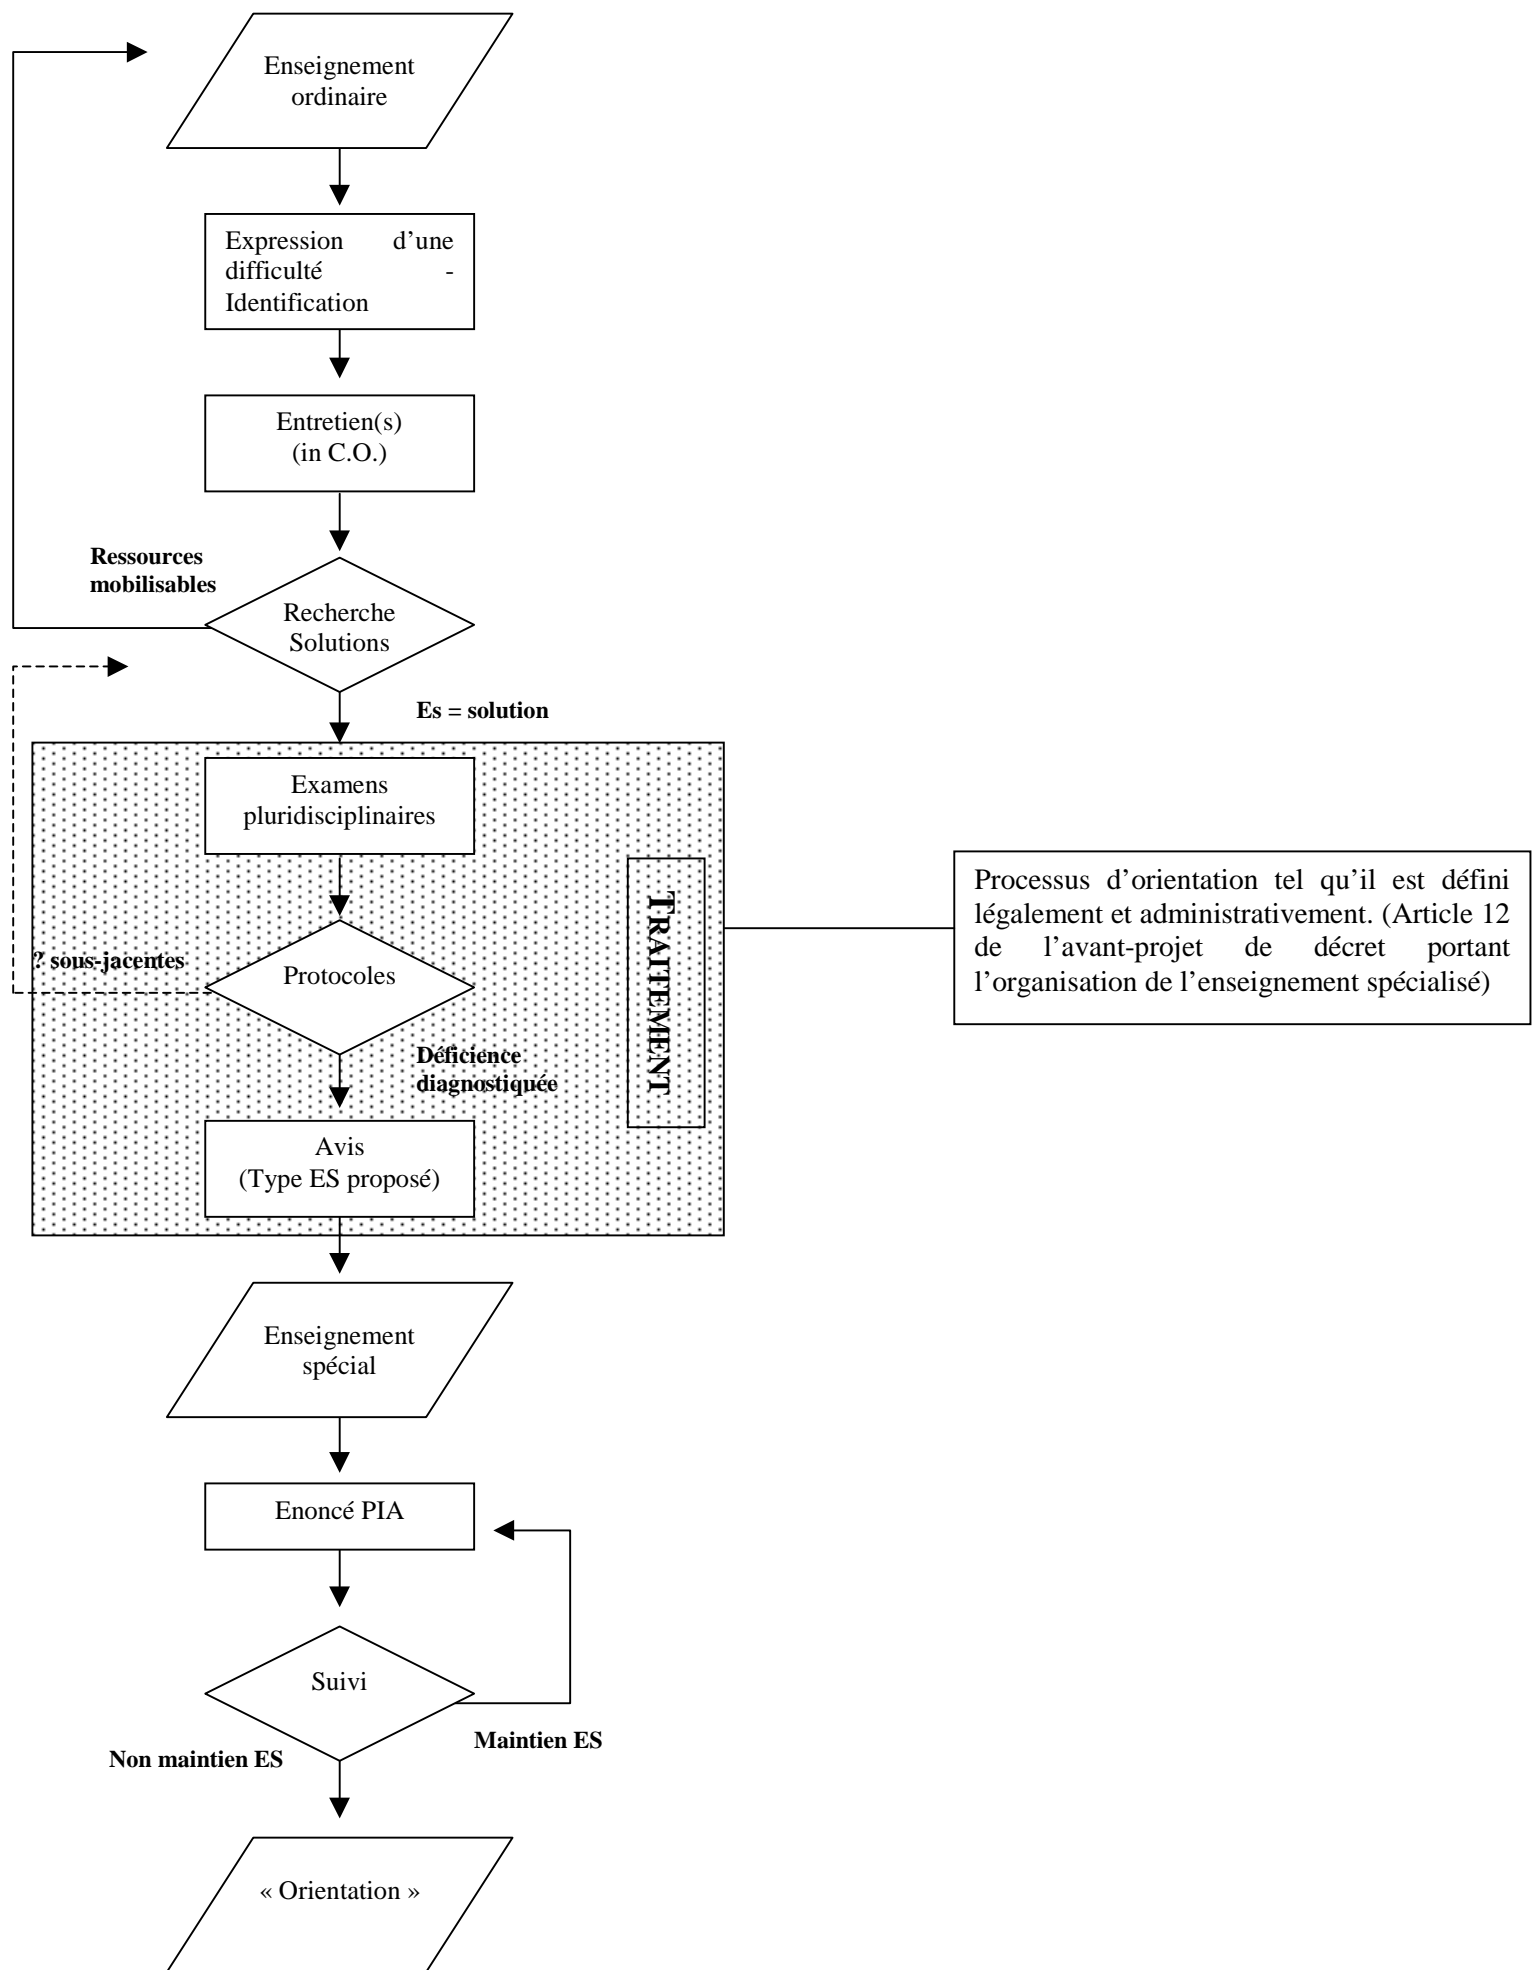 Enseignement
ordinaire
Expression d’une
difficulté -
Identification
Entretien(s)
(in C.O.)
Ressources
mobilisables
Recherche
Solutions
Es = solution
Examens
pluridisciplinaires
TRAITEMENT
Processus d’orientation tel qu’il est défini
légalement et administrativement. (Article 12
de l’avant-projet de décret portant
l’organisation de l’enseignement spécialisé)
? sous-jacentes
Protocoles
Déficience
diagnostiquée
Avis
(Type ES proposé)
Enseignement
spécial
Enoncé PIA
Suivi
Maintien ES
Non maintien ES
« Orientation »